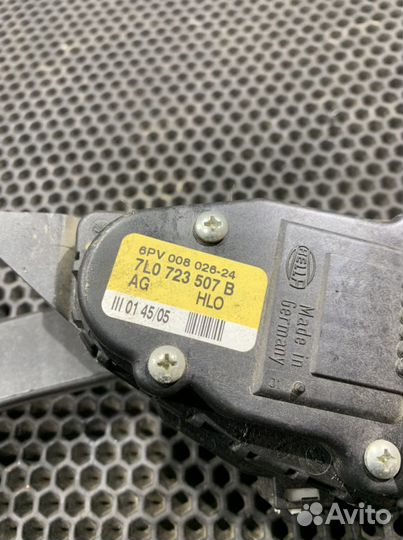 6PV 008 026-24
7L0 723 507 B
AG HLO
III 01 45/05
HELLA
Made in
Germany
Avito